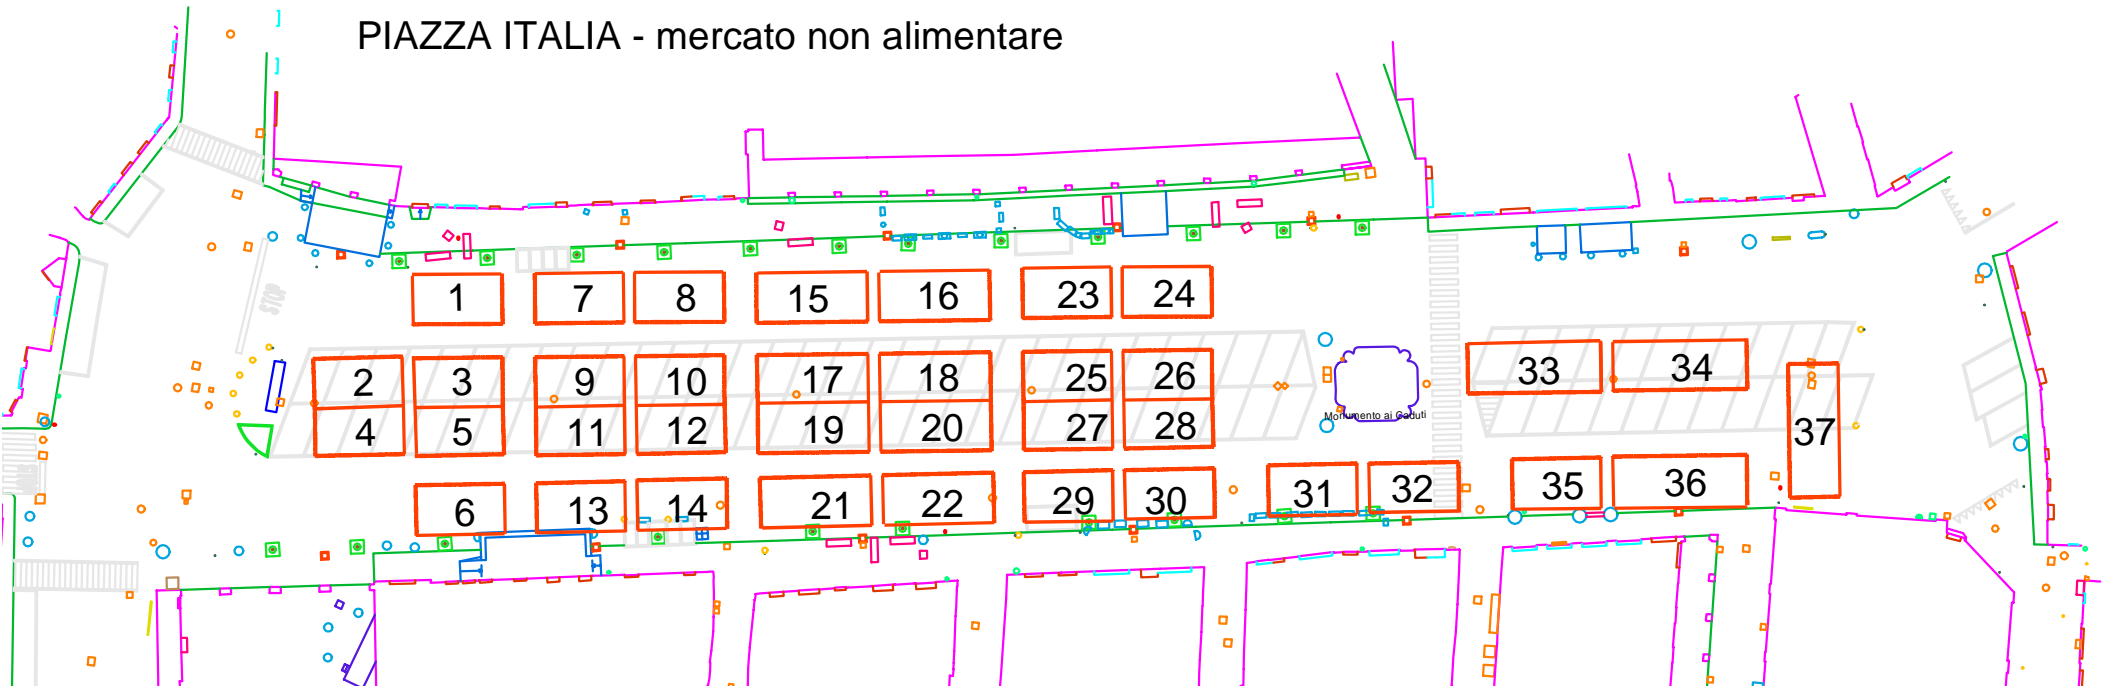 PIAZZA ITALIA - mercato non alimentare
STOP
1 7 8 15 16 23 24
2 3 9 10 17 18 25 26 33 34
4 5 11 12 19 20 27 28 37
Monumento ai Caduti
6 13 14 21 22 29 30 31 32 35 36
STOP